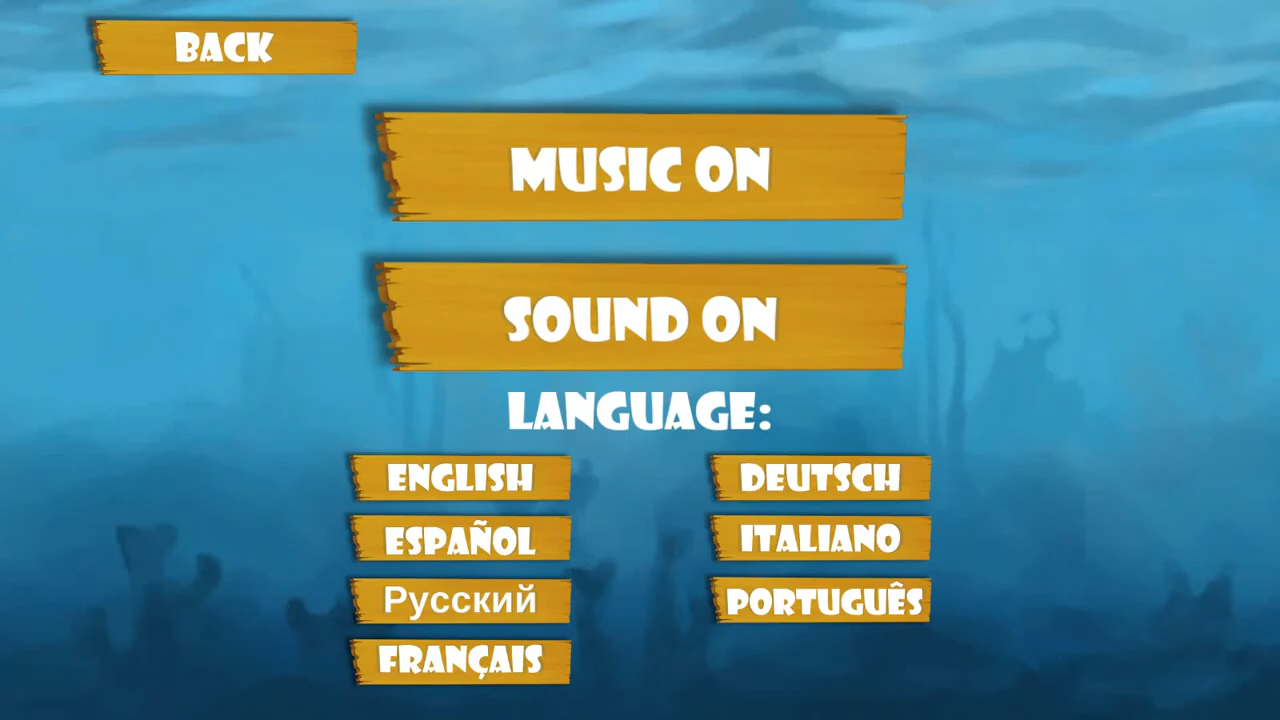 BACK
MUSIC ON
SOUND ON
LANGUAGE:
ENGLISH
DEUTSCH
ESPAÑOL
ITALIANO
Русский
PORTUGUÊS
FRANÇAIS